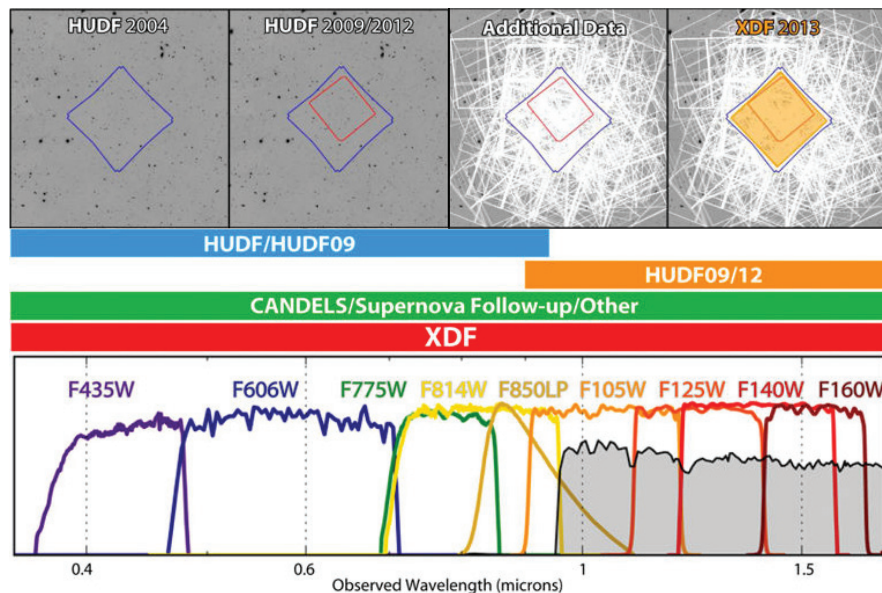 HUDF 2004 HUDF 2009/2012 Additional Data XDF 2013
HUDF/HUDF09
HUDF09/12
CANDELS/Supernova Follow-up/Other
XDF
F435W F606W F775W F814W F850LP F105W F125W F140W F160W
0.4 0.6 1 1.5
Observed Wavelength (microns)